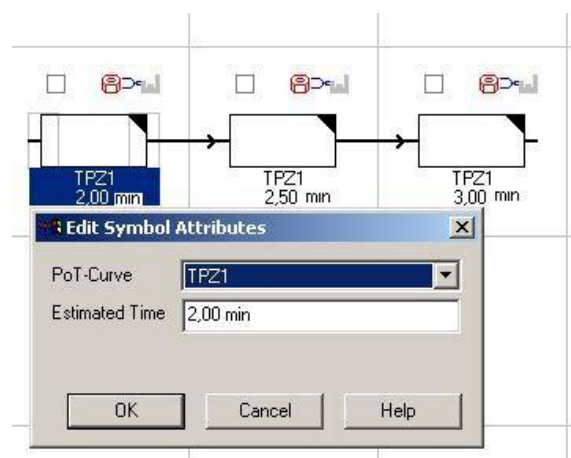 TPZ1
2,00 min
TPZ1
2,50 min
TPZ1
3,00 min
Edit Symbol Attributes
PoT-Curve
TPZ1
Estimated Time
2,00 min
OK
Cancel
Help